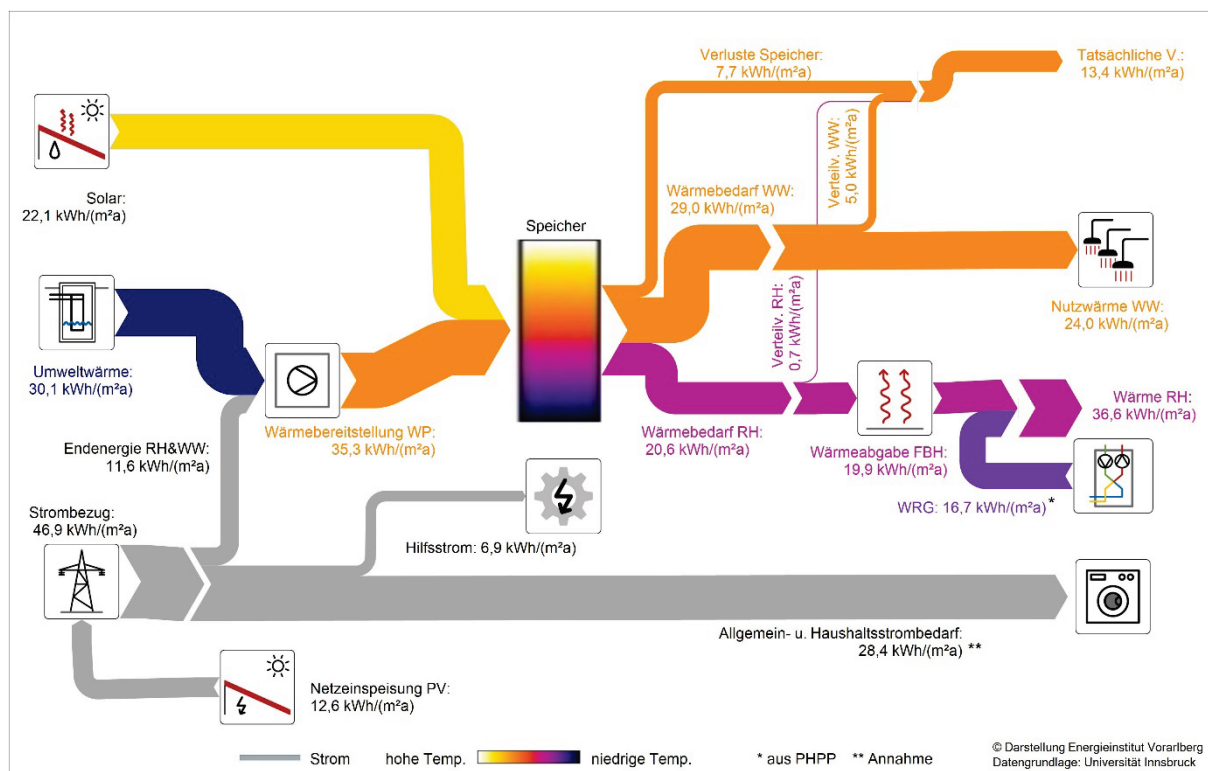 Verluste Speicher:
7,7 kWh/(m²a)
Tatsächliche V.:
13,4 kWh/(m²a)
Solar:
22,1 kWh/(m²a)
Verteilv. WW:
5,0 kWh/(m²a)
Wärmebedarf WW:
29,0 kWh/(m²a)
Speicher
Nutzwärme WW:
24,0 kWh/(m²a)
Verteilv. RH:
0,7 kWh/(m²a)
Umweltwärme:
30,1 kWh/(m²a)
Wärmebereitstellung WP:
35,3 kWh/(m²a)
Wärmebedarf RH:
20,6 kWh/(m²a)
Wärmeabgabe FBH:
19,9 kWh/(m²a)
Wärme RH:
36,6 kWh/(m²a)
Endenergie RH&WW:
11,6 kWh/(m²a)
WRG: 16,7 kWh/(m²a) *
Strombezug:
46,9 kWh/(m²a)
Hilfsstrom: 6,9 kWh/(m²a)
Allgemein- u. Haushaltsstrombedarf:
28,4 kWh/(m²a) **
Netzeinspeisung PV:
12,6 kWh/(m²a)
Strom
hohe Temp.
niedrige Temp.
* aus PHPP
** Annahme
© Darstellung Energieinstitut Vorarlberg
Datengrundlage: Universität Innsbruck